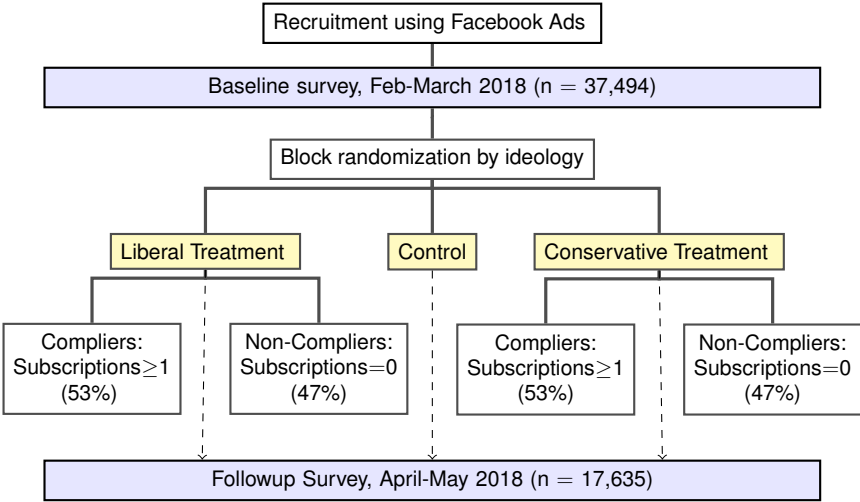 Recruitment using Facebook Ads
Baseline survey, Feb-March 2018 (n = 37,494)
Block randomization by ideology
Liberal Treatment
Control
Conservative Treatment
Compliers:
Subscriptions≥1
(53%)
Non-Compliers:
Subscriptions=0
(47%)
Compliers:
Subscriptions≥1
(53%)
Non-Compliers:
Subscriptions=0
(47%)
Followup Survey, April-May 2018 (n = 17,635)